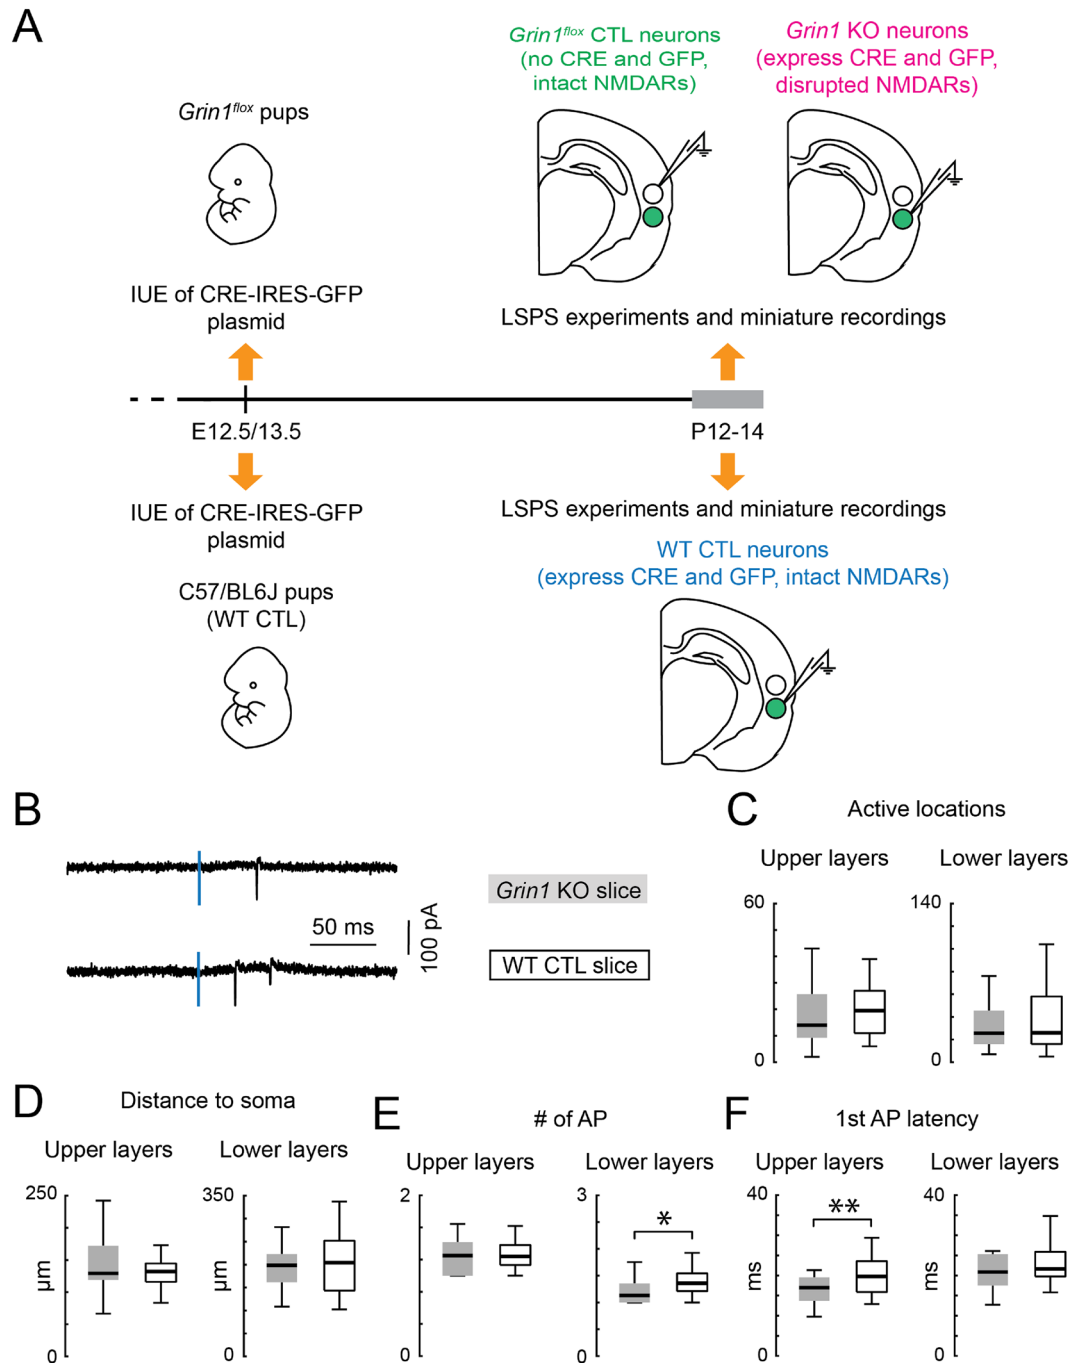 A
Grin1flox CTL neurons
(no CRE and GFP,
intact NMDARs)
Grin1 KO neurons
(express CRE and GFP,
disrupted NMDARs)
Grin1flox pups
IUE of CRE-IRES-GFP
plasmid
LSPS experiments and miniature recordings
E12.5/13.5
P12-14
IUE of CRE-IRES-GFP
plasmid
LSPS experiments and miniature recordings
WT CTL neurons
(express CRE and GFP, intact NMDARs)
C57/BL6J pups
(WT CTL)
B
50 ms
100 pA
Grin1 KO slice
WT CTL slice
C
Active locations
Upper layers
Lower layers
60
0
140
0
D
Distance to soma
Upper layers
Lower layers
250
µm
0
350
µm
0
E
# of AP
Upper layers
Lower layers
2
0
3
*
0
F
1st AP latency
Upper layers
Lower layers
40
**
ms
0
40
ms
0